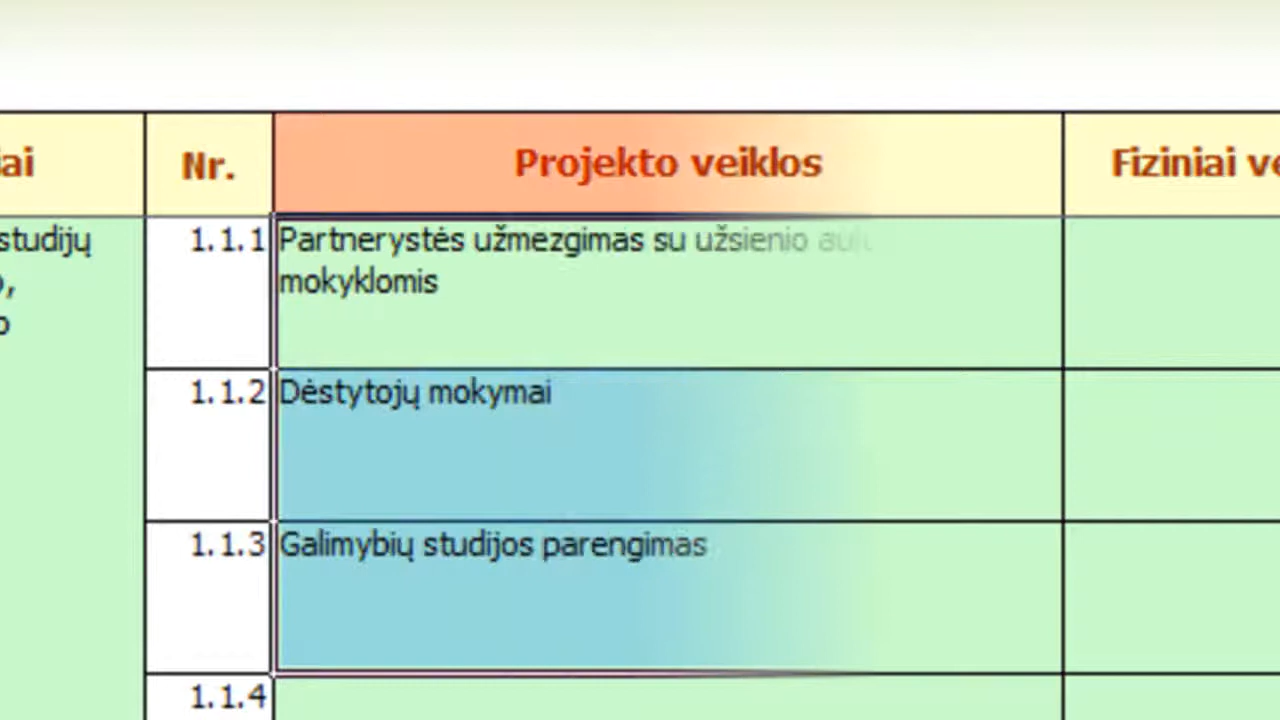 Nr.
Projekto veiklos
Fiziniai
studijų
1.1.1
Partnerystės užmezgimas su užsienio
mokyklomis
1.1.2
Dėstytojų mokymai
1.1.3
Galimybių studijos parengimas
1.1.4